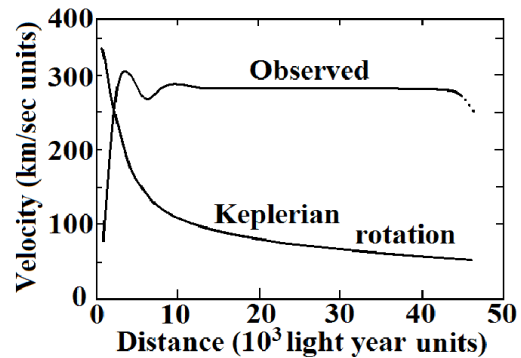 400
300
200
100
0
Velocity (km/sec units)
Observed
Keplerian
rotation
0
10
20
30
40
50
Distance (10³ light year units)